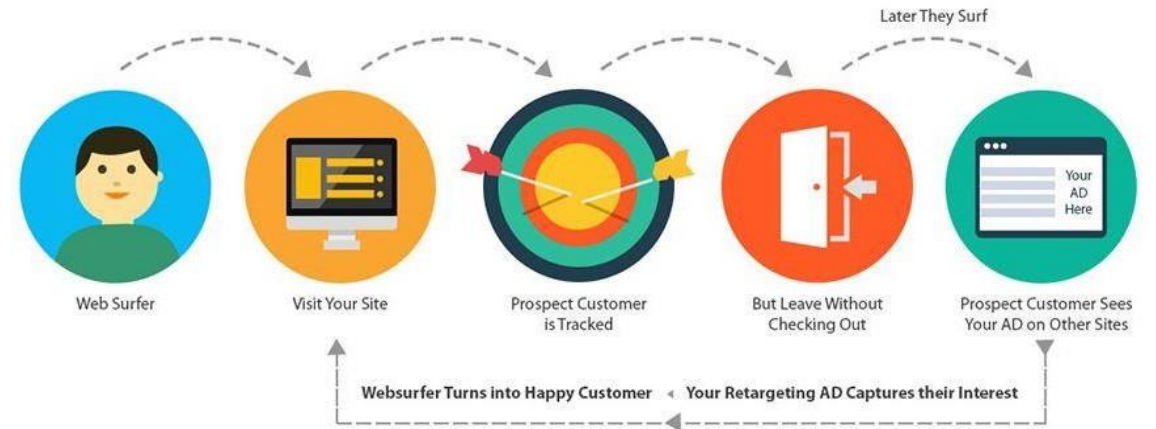 Later They Surf
Web Surfer
Visit Your Site
Prospect Customer
is Tracked
But Leave Without
Checking Out
Your
AD
Here
Prospect Customer Sees
Your AD on Other Sites
Websurfer Turns into Happy Customer
Your Retargeting AD Captures their Interest